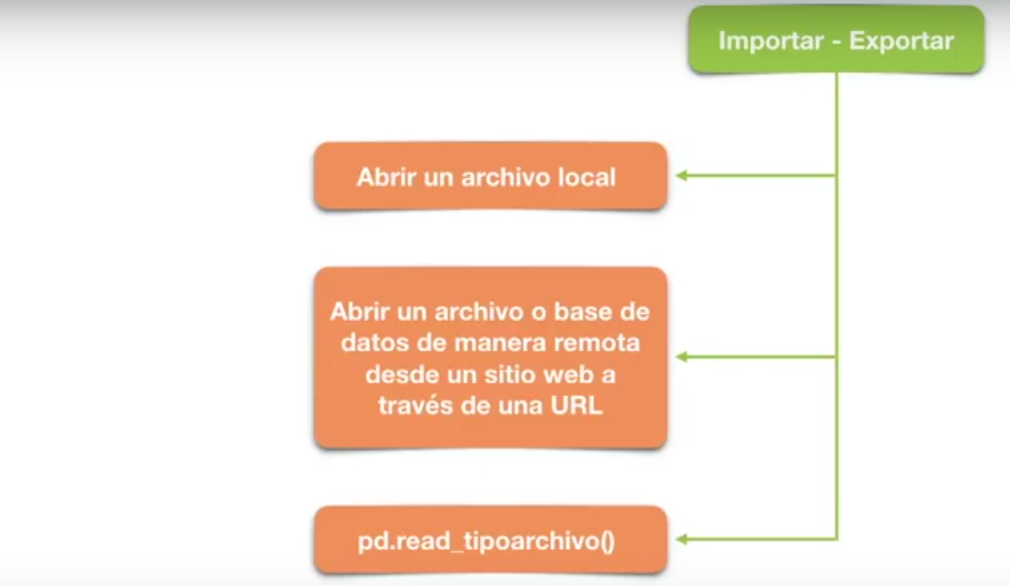 Importar - Exportar
Abrir un archivo local
Abrir un archivo o base de
datos de manera remota
desde un sitio web a
través de una URL
pd.read_tipoarchivo()